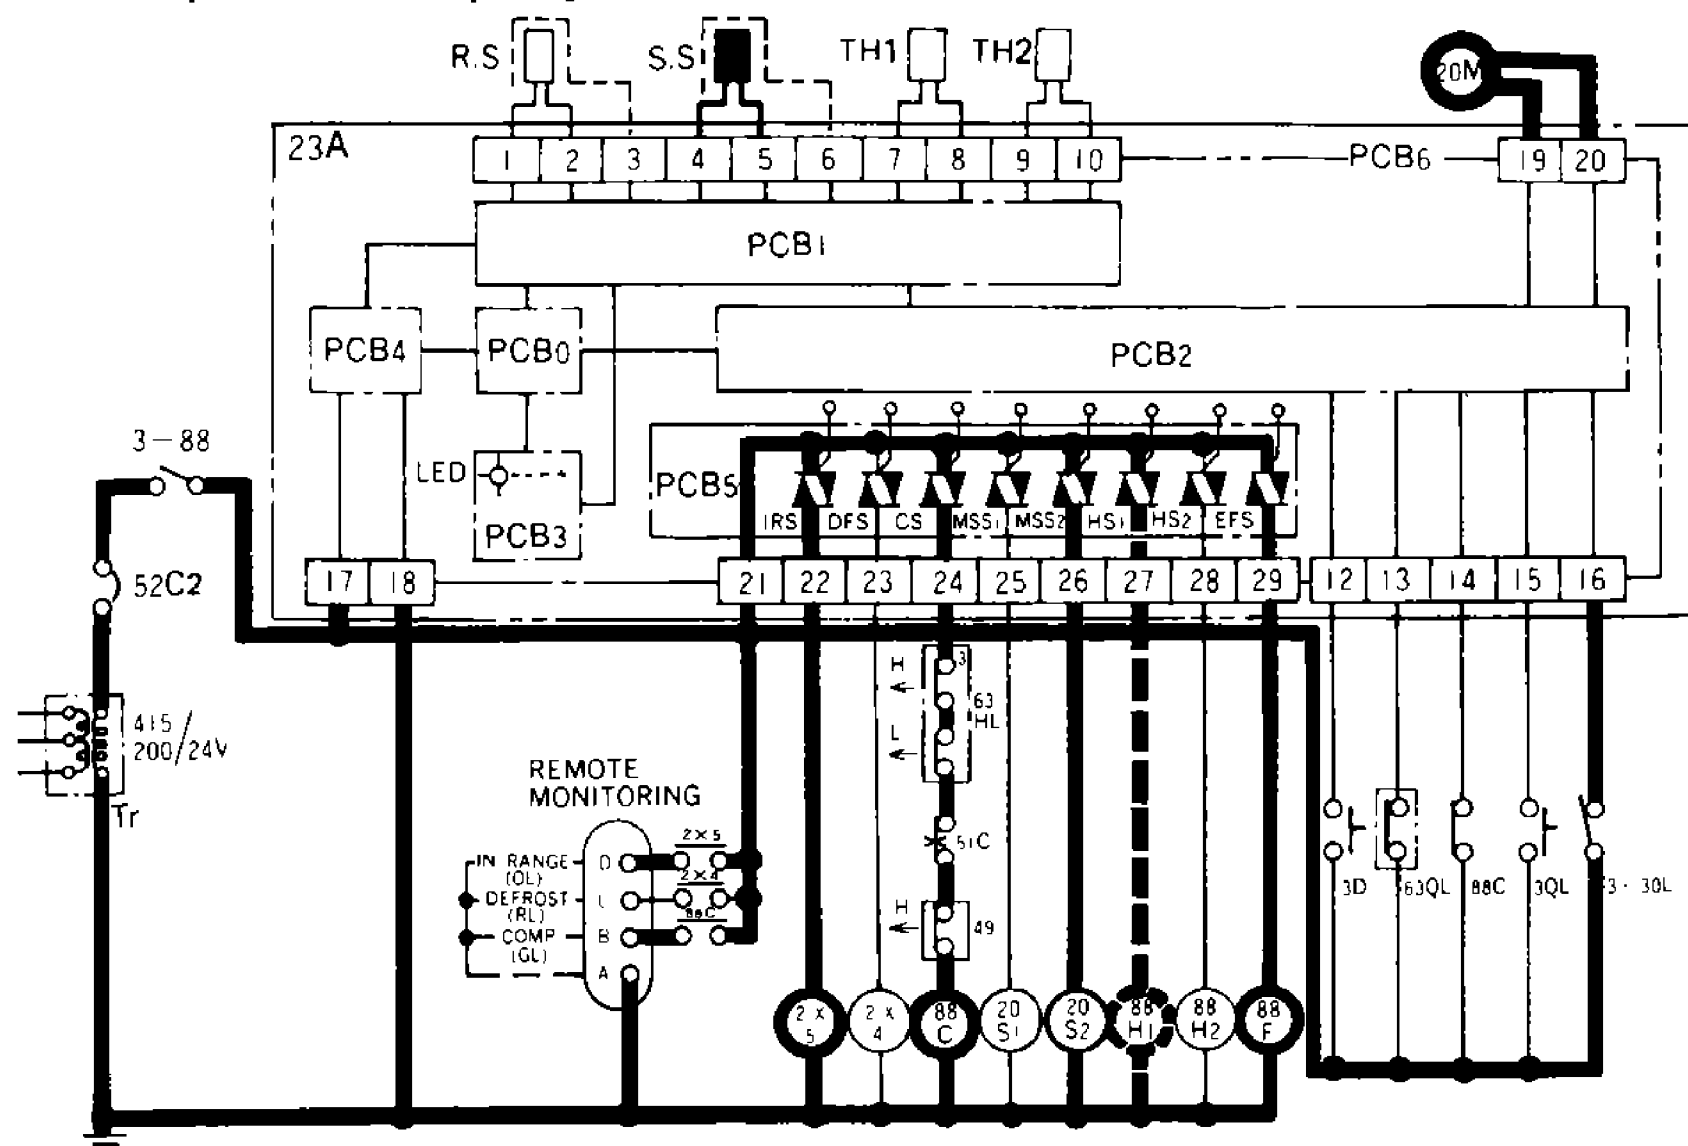 R.S
S.S
TH1
TH2
20M
23A
1 2 3 4 5 6 7 8 9 10
PCB6
19 20
PCB1
PCB4
PCB0
PCB2
3-88
LED
PCB3
PCB5
IRS DFS CS MSS1 MSS2 HS1 HS2 EFS
52C2
17 18
21 22 23 24 25 26 27 28 29
12 13 14 15 16
H
3
63
HL
L
415
200/24V
Tr
REMOTE
MONITORING
IN RANGE
(OL)
DEFROST
(RL)
COMP
(GL)
D
L
B
A
2X5
2X4
88C
51C
H
49
3D
63QL
88C
3QL
3-30L
2 X
5
2 X
4
88
C
20
S1
20
S2
88
H1
88
H2
88
F